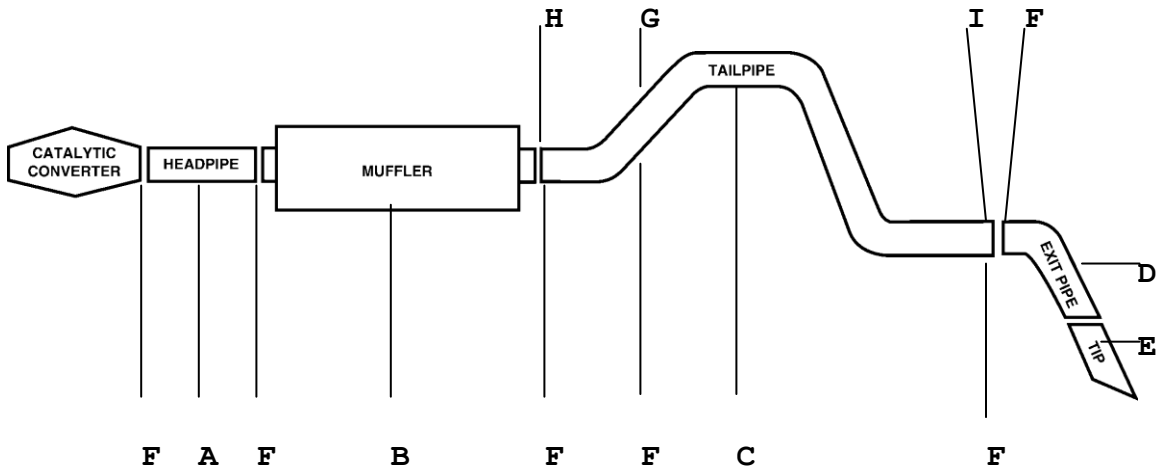 H G I F
TAILPIPE
CATALYTIC
CONVERTER
HEADPIPE
MUFFLER
EXIT PIPE
D
TIP
E
F A F B F F C F